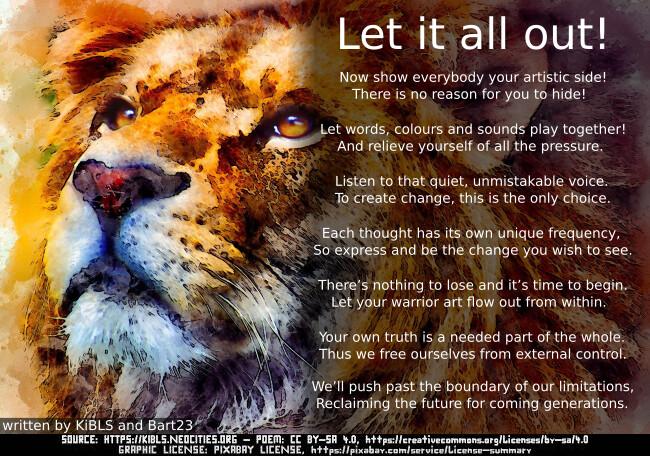 Let it all out!
Now show everybody your artistic side!
There is no reason for you to hide!
Let words, colours and sounds play together!
And relieve yourself of all the pressure.
Listen to that quiet, unmistakable voice.
To create change, this is the only choice.
Each thought has its own unique frequency,
So express and be the change you wish to see.
There's nothing to lose and it's time to begin.
Let your warrior art flow out from within.
Your own truth is a needed part of the whole.
Thus we free ourselves from external control.
We'll push past the boundary of our limitations,
Reclaiming the future for coming generations.
written by KiBLS and Bart23
SOURCE: HTTPS://KIBLS.NEOCITIES.ORG – POEM: CC BY-SA 4.0, https://creativecommons.org/licenses/by-sa/4.0
GRAPHIC LICENSE: PIXABAY LICENSE, https://pixabay.com/service/license-summary